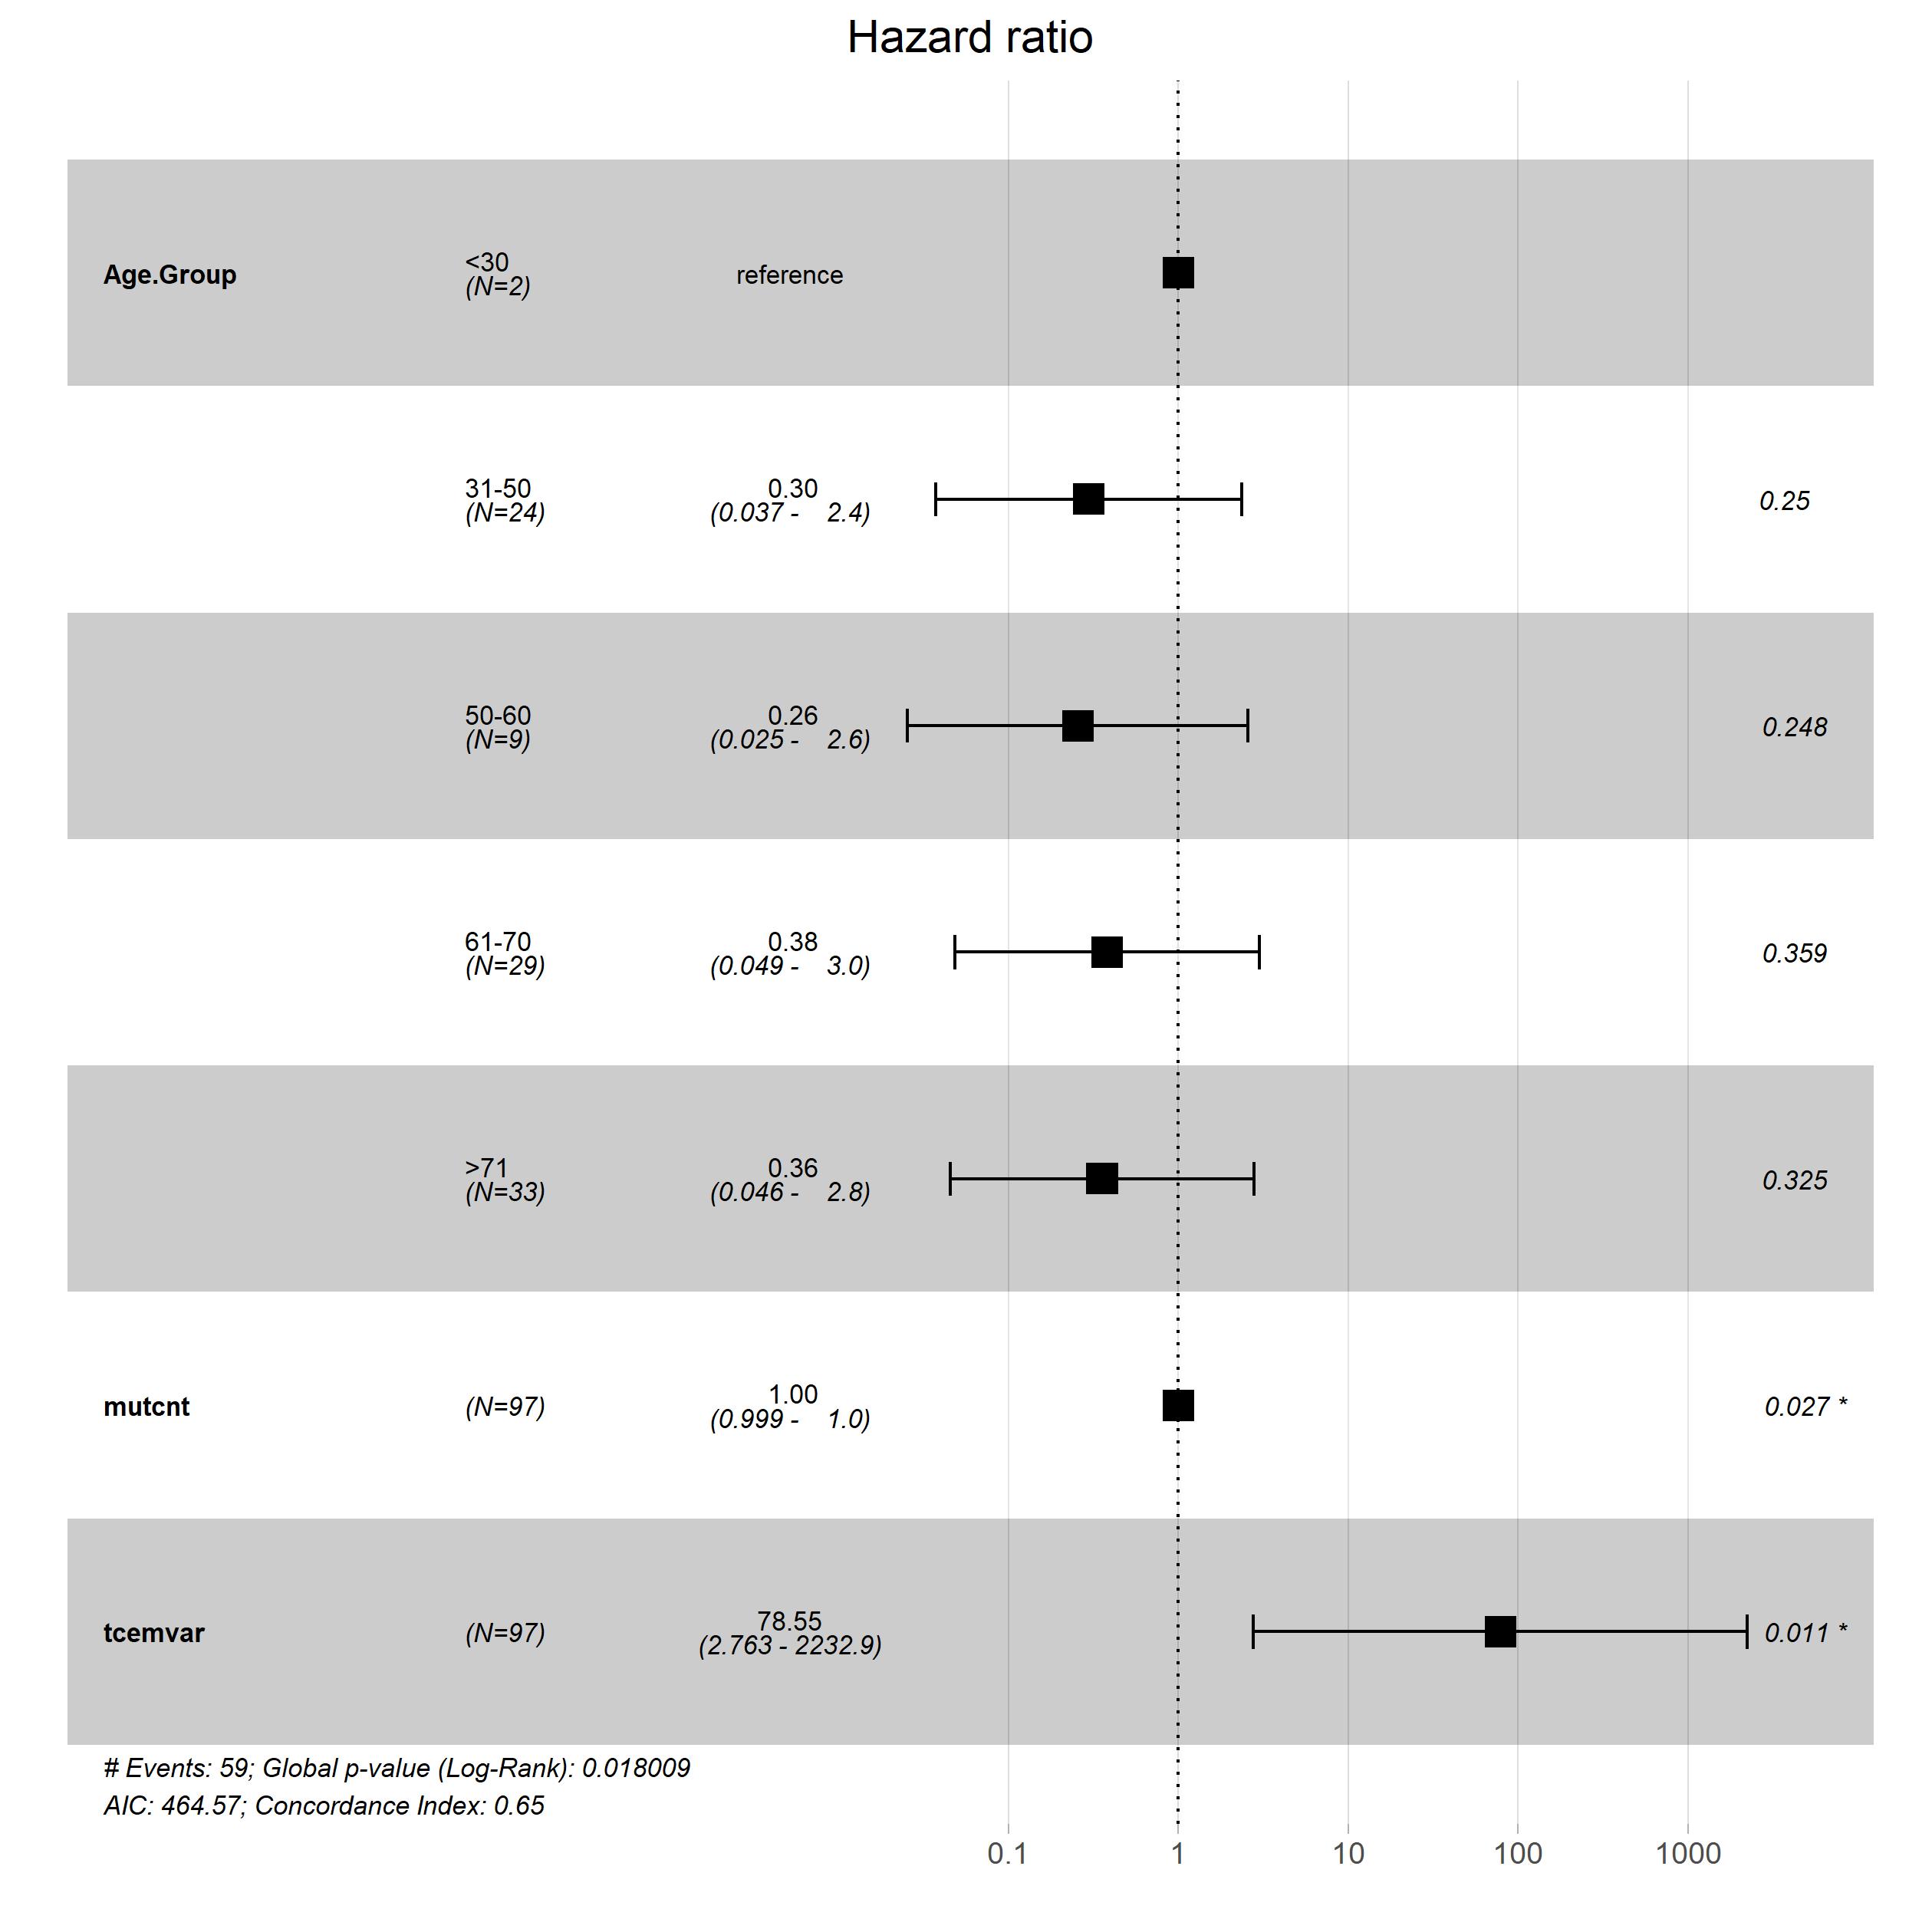 Hazard ratio
<30
Age.Group (N=2) reference
31-50 0.30
(N=24) (0.037 - 2.4) 0.25
50-60 0.26
(N=9) (0.025 - 2.6) 0.248
61-70 0.38
(N=29) (0.049 - 3.0) 0.359
>71 0.36
(N=33) (0.046 - 2.8) 0.325
1.00
mutcnt (N=97) (0.999 - 1.0) 0.027 *
78.55
tcemvar (N=97) (2.763 - 2232.9) 0.011 *
# Events: 59; Global p-value (Log-Rank): 0.018009
AIC: 464.57; Concordance Index: 0.65
0.1 1 10 100 1000